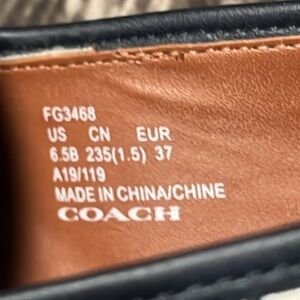 FG3468
US CN EUR
6.5B 235(1.5) 37
A19/119
MADE IN CHINA/CHINE
COACH